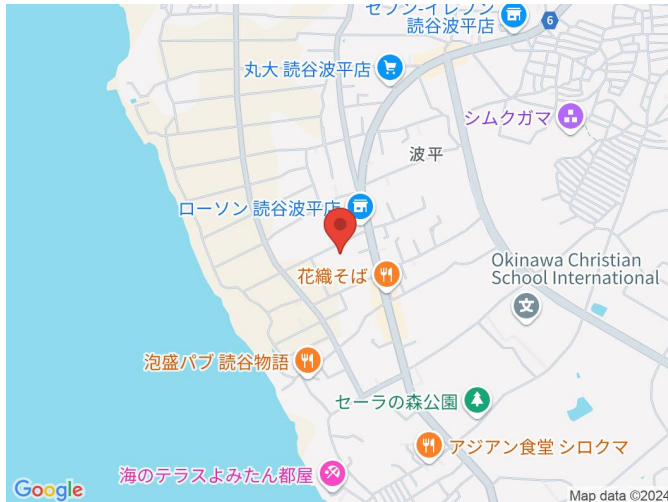 セブン-イレブン
読谷波平店
6
丸大 読谷波平店
シムクガマ
波平
ローソン 読谷波平店
Okinawa Christian
School International
花織そば
文
泡盛パブ 読谷物語
セーラの森公園
アジアン食堂 シロクマ
海のテラスよみたん都屋
Google
Map data ©2024